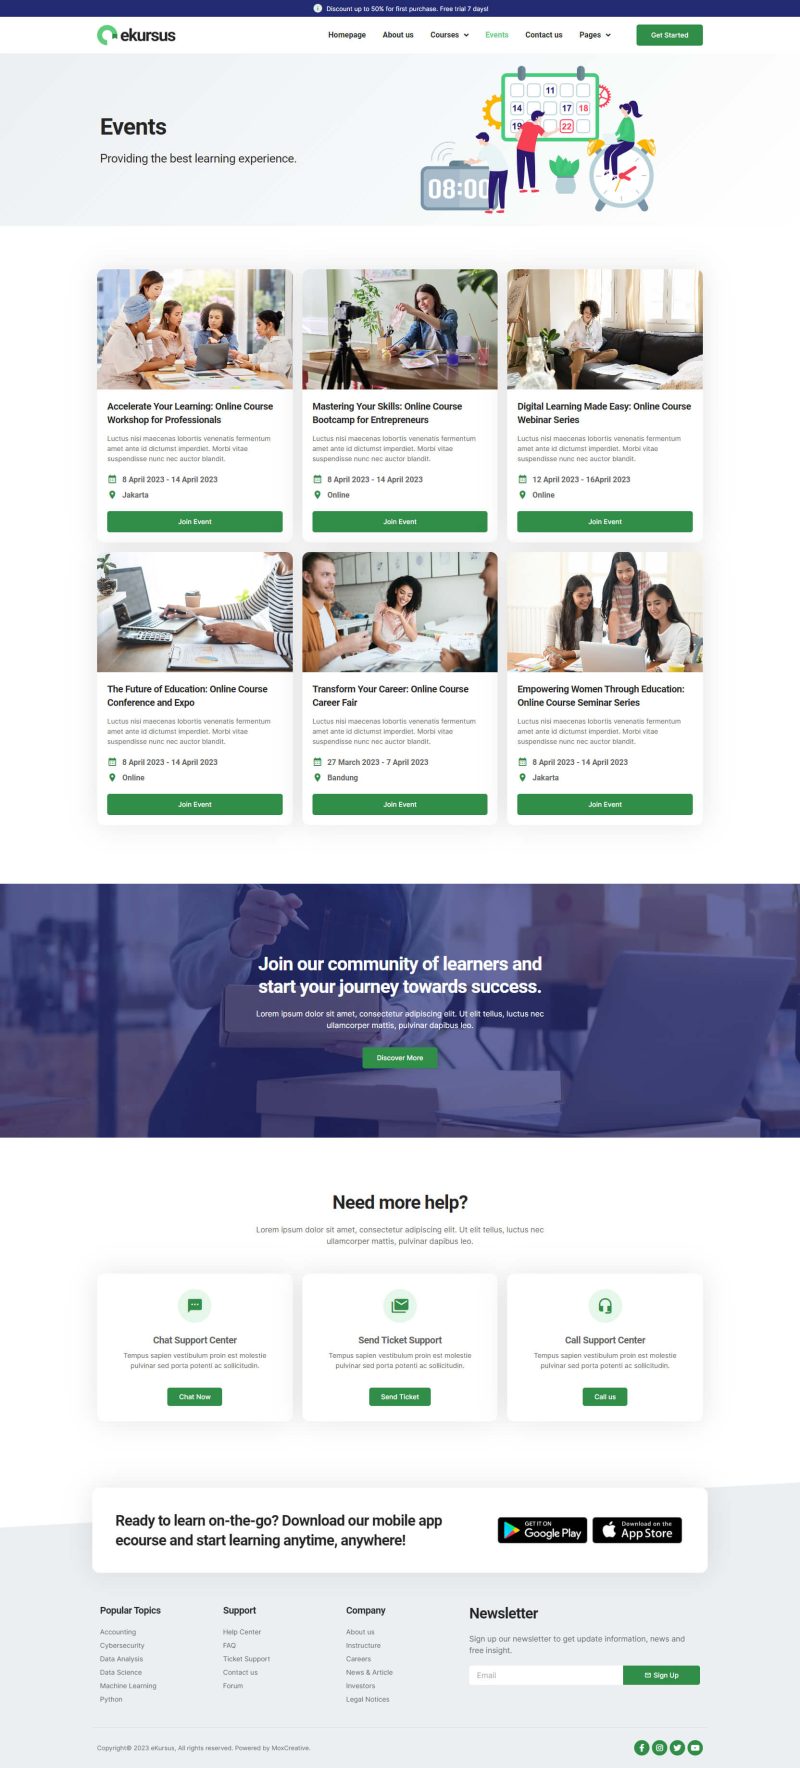 Discount up to 50% for first purchase. Free trial 7 days!
ekursus
Homepage About us Courses Events Contact us Pages Get Started
Events
Providing the best learning experience.
11
14 17 18
19 22
08:00
Accelerate Your Learning: Online Course
Workshop for Professionals
Luctus nisi maecenas lobortis venenatis fermentum
amet ante id dictumst imperdiet. Morbi vitae
suspendisse nunc nec auctor blandit.
8 April 2023 - 14 April 2023
Jakarta
Join Event
Mastering Your Skills: Online Course
Bootcamp for Entrepreneurs
Luctus nisi maecenas lobortis venenatis fermentum
amet ante id dictumst imperdiet. Morbi vitae
suspendisse nunc nec auctor blandit.
8 April 2023 - 14 April 2023
Online
Join Event
Digital Learning Made Easy: Online Course
Webinar Series
Luctus nisi maecenas lobortis venenatis fermentum
amet ante id dictumst imperdiet. Morbi vitae
suspendisse nunc nec auctor blandit.
12 April 2023 - 16April 2023
Online
Join Event
The Future of Education: Online Course
Conference and Expo
Luctus nisi maecenas lobortis venenatis fermentum
amet ante id dictumst imperdiet. Morbi vitae
suspendisse nunc nec auctor blandit.
8 April 2023 - 14 April 2023
Online
Join Event
Transform Your Career: Online Course
Career Fair
Luctus nisi maecenas lobortis venenatis fermentum
amet ante id dictumst imperdiet. Morbi vitae
suspendisse nunc nec auctor blandit.
27 March 2023 - 7 April 2023
Bandung
Join Event
Empowering Women Through Education:
Online Course Seminar Series
Luctus nisi maecenas lobortis venenatis fermentum
amet ante id dictumst imperdiet. Morbi vitae
suspendisse nunc nec auctor blandit.
8 April 2023 - 14 April 2023
Jakarta
Join Event
Join our community of learners and
start your journey towards success.
Lorem ipsum dolor sit amet, consectetur adipiscing elit. Ut elit tellus, luctus nec
ullamcorper mattis, pulvinar dapibus leo.
Discover More
Need more help?
Lorem ipsum dolor sit amet, consectetur adipiscing elit. Ut elit tellus, luctus nec
ullamcorper mattis, pulvinar dapibus leo.
Chat Support Center
Tempus sapien vestibulum proin est molestie
pulvinar sed porta potenti ac sollicitudin.
Chat Now
Send Ticket Support
Tempus sapien vestibulum proin est molestie
pulvinar sed porta potenti ac sollicitudin.
Send Ticket
Call Support Center
Tempus sapien vestibulum proin est molestie
pulvinar sed porta potenti ac sollicitudin.
Call us
Ready to learn on-the-go? Download our mobile app
ecourse and start learning anytime, anywhere!
GET IT ON
Google Play
Download on the
App Store
Popular Topics
Accounting
Cybersecurity
Data Analysis
Data Science
Machine Learning
Python
Support
Help Center
FAQ
Ticket Support
Contact us
Forum
Company
About us
Instructure
Careers
News & Article
Investors
Legal Notices
Newsletter
Sign up our newsletter to get update information, news and
free insight.
Email
Sign Up
Copyright© 2023 eKursus, All rights reserved. Powered by MoxCreative.